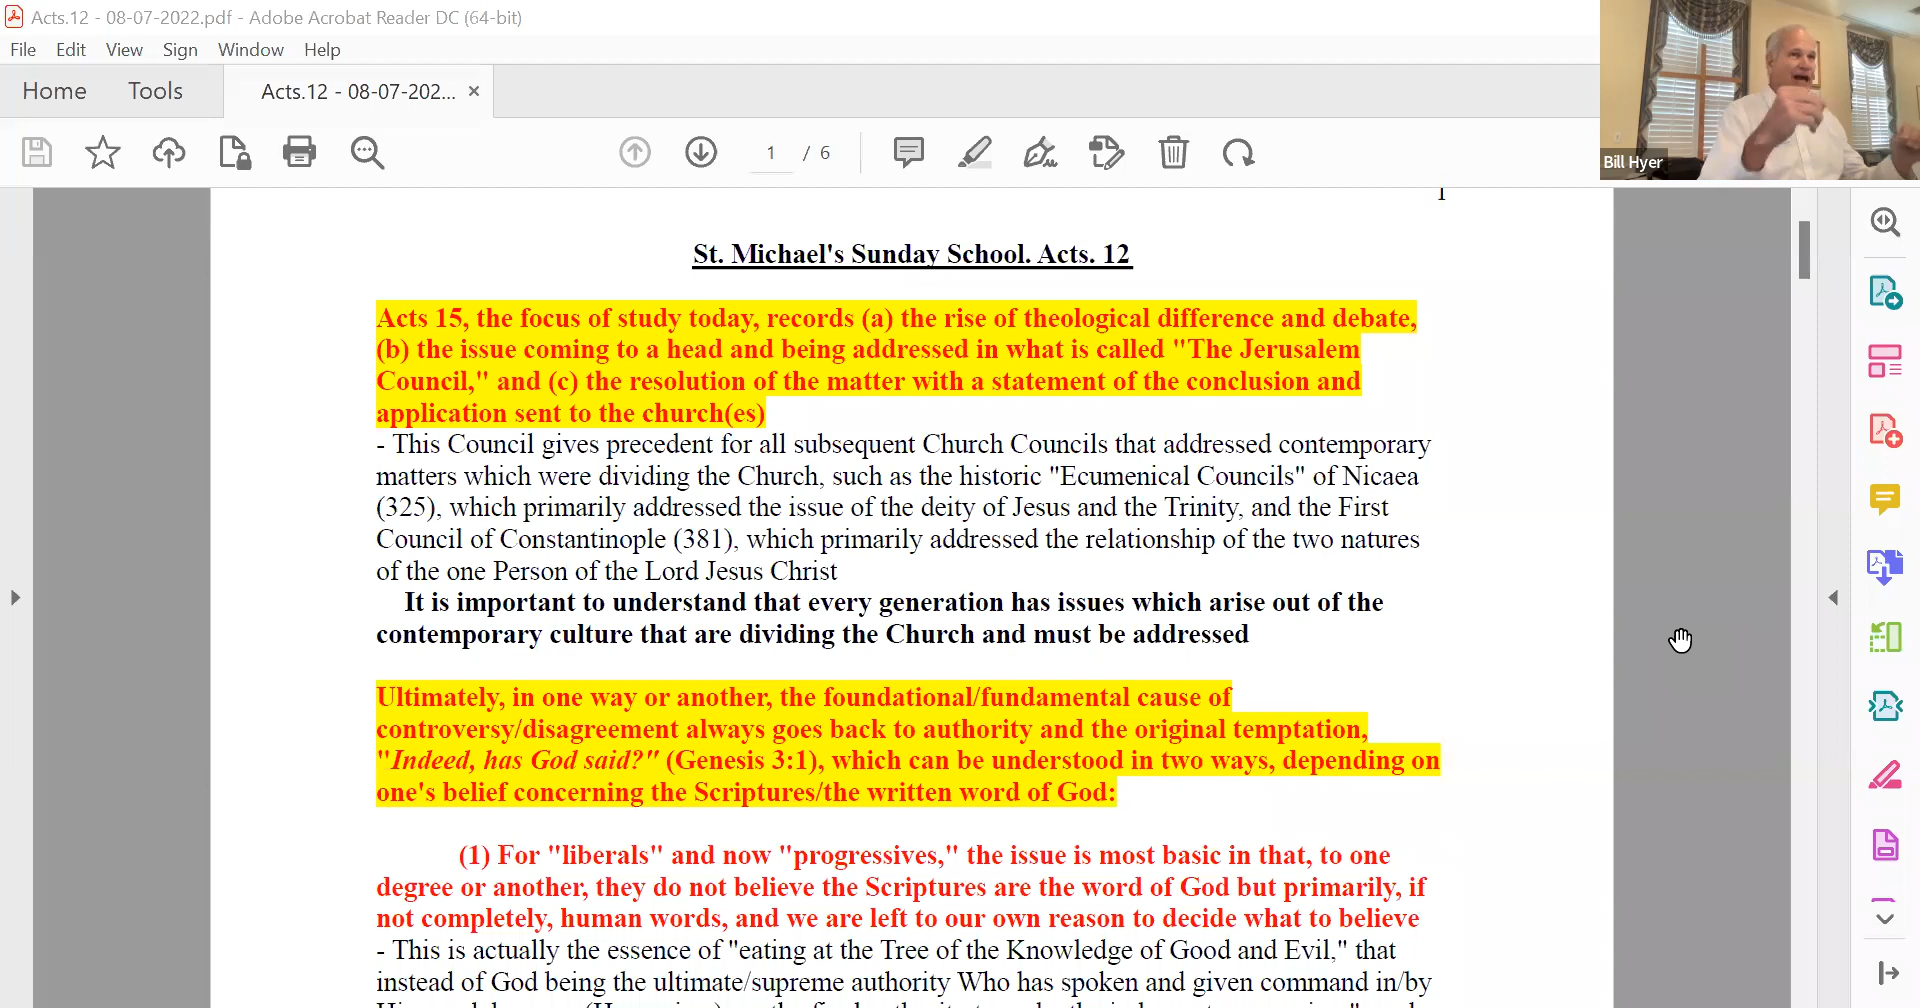 Acts.12 - 08-07-2022.pdf - Adobe Acrobat Reader DC (64-bit)
File Edit View Sign Window Help
Home Tools Acts.12 - 08-07-202... ×
1 / 6
Bill Hyer
1
St. Michael's Sunday School. Acts. 12
Acts 15, the focus of study today, records (a) the rise of theological difference and debate,
(b) the issue coming to a head and being addressed in what is called "The Jerusalem
Council," and (c) the resolution of the matter with a statement of the conclusion and
application sent to the church(es)
- This Council gives precedent for all subsequent Church Councils that addressed contemporary
matters which were dividing the Church, such as the historic "Ecumenical Councils" of Nicaea
(325), which primarily addressed the issue of the deity of Jesus and the Trinity, and the First
Council of Constantinople (381), which primarily addressed the relationship of the two natures
of the one Person of the Lord Jesus Christ
It is important to understand that every generation has issues which arise out of the
contemporary culture that are dividing the Church and must be addressed
Ultimately, in one way or another, the foundational/fundamental cause of
controversy/disagreement always goes back to authority and the original temptation,
"Indeed, has God said?" (Genesis 3:1), which can be understood in two ways, depending on
one's belief concerning the Scriptures/the written word of God:
(1) For "liberals" and now "progressives," the issue is most basic in that, to one
degree or another, they do not believe the Scriptures are the word of God but primarily, if
not completely, human words, and we are left to our own reason to decide what to believe
- This is actually the essence of "eating at the Tree of the Knowledge of Good and Evil," that
instead of God being the ultimate/supreme authority Who has spoken and given command in/by